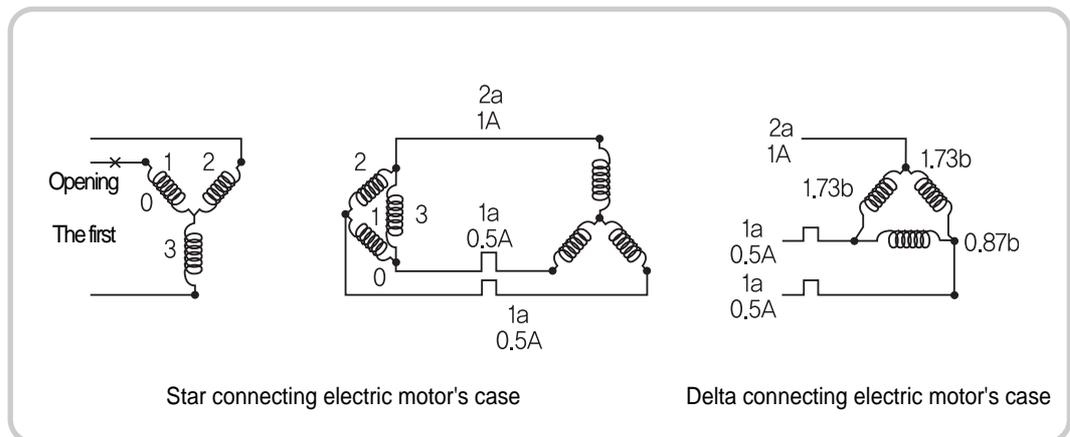 2a
1A
1 2
Opening
0
The first
3
2
1 3
0
1a
0.5A
1a
0.5A
2a
1A
1.73b
1.73b
1a
0.5A
0.87b
1a
0.5A
Star connecting electric motor's case
Delta connecting electric motor's case